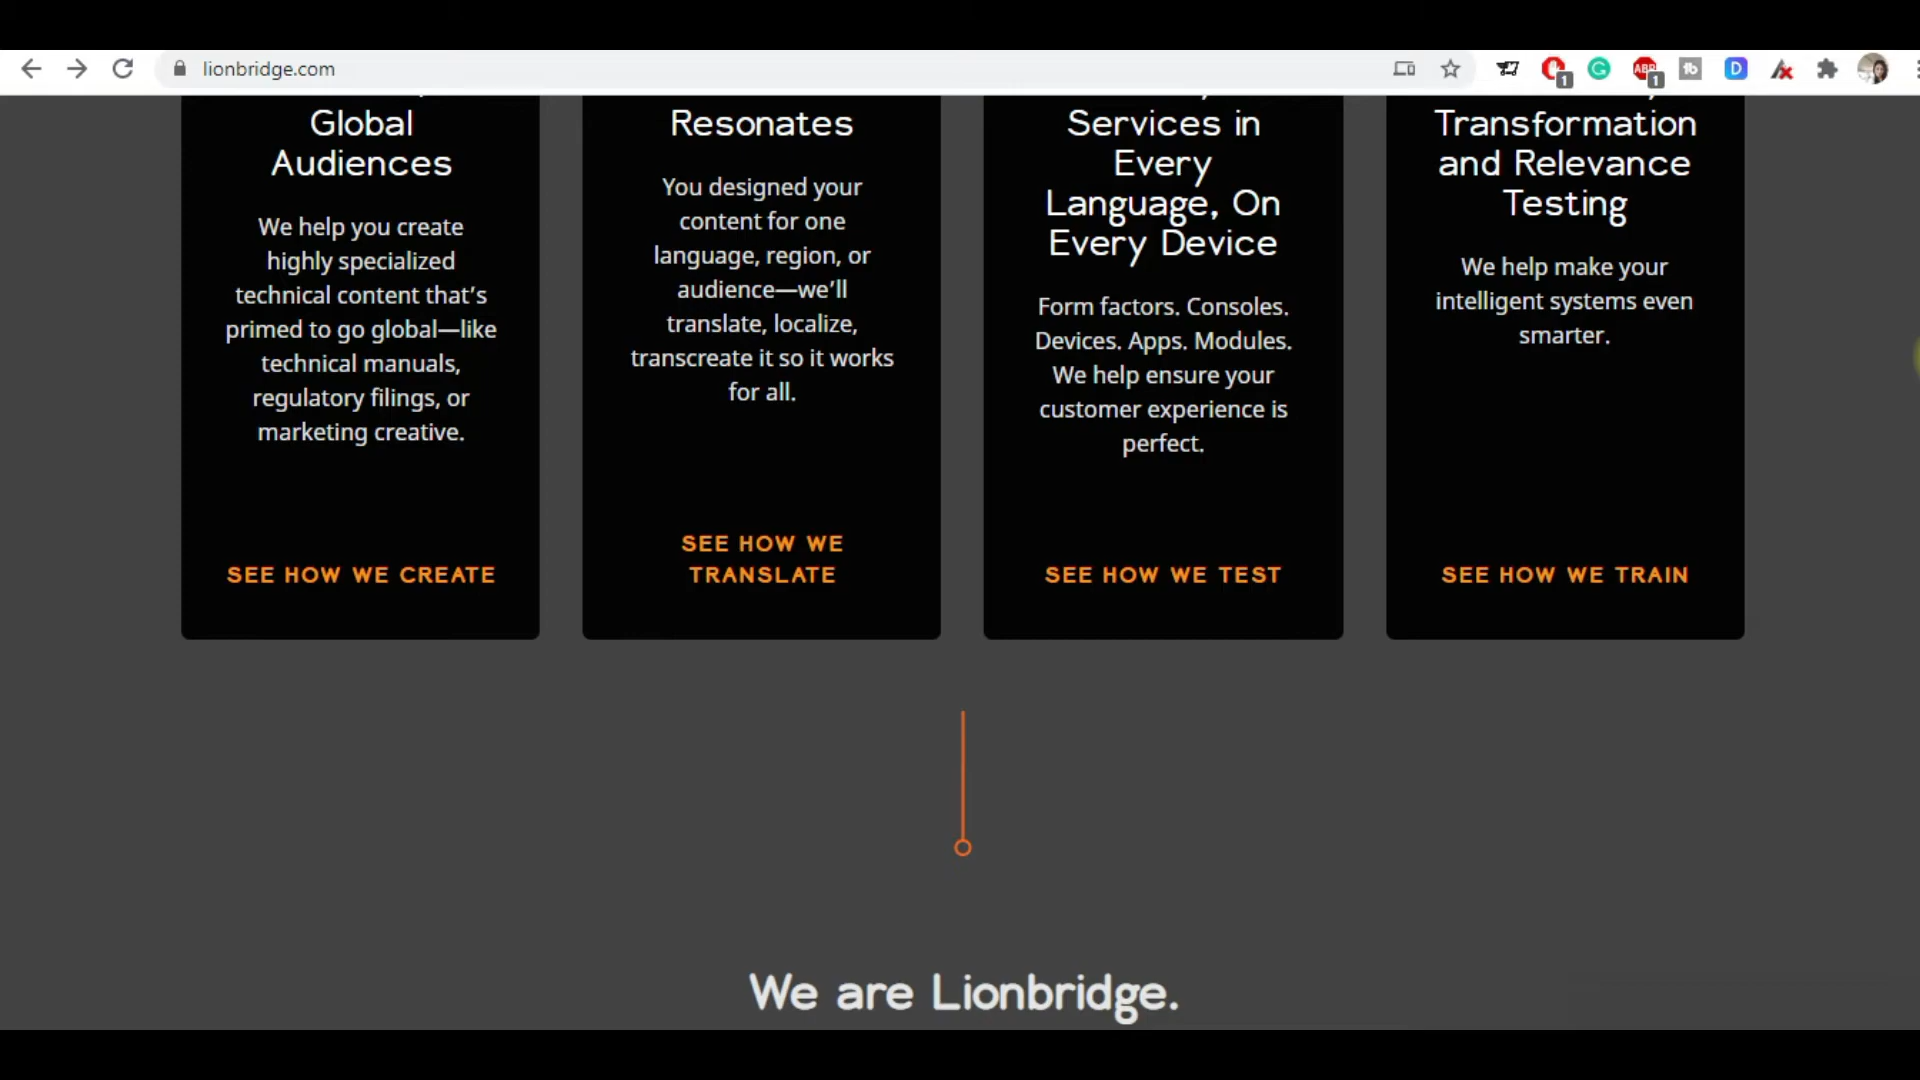 lionbridge.com
1
1
Global
Audiences
We help you create
highly specialized
technical content that's
primed to go global—like
technical manuals,
regulatory filings, or
marketing creative.
SEE HOW WE CREATE
Resonates
You designed your
content for one
language, region, or
audience—we'll
translate, localize,
transcreate it so it works
for all.
SEE HOW WE
TRANSLATE
Services in
Every
Language, On
Every Device
Form factors. Consoles.
Devices. Apps. Modules.
We help ensure your
customer experience is
perfect.
SEE HOW WE TEST
Transformation
and Relevance
Testing
We help make your
intelligent systems even
smarter.
SEE HOW WE TRAIN
We are Lionbridge.